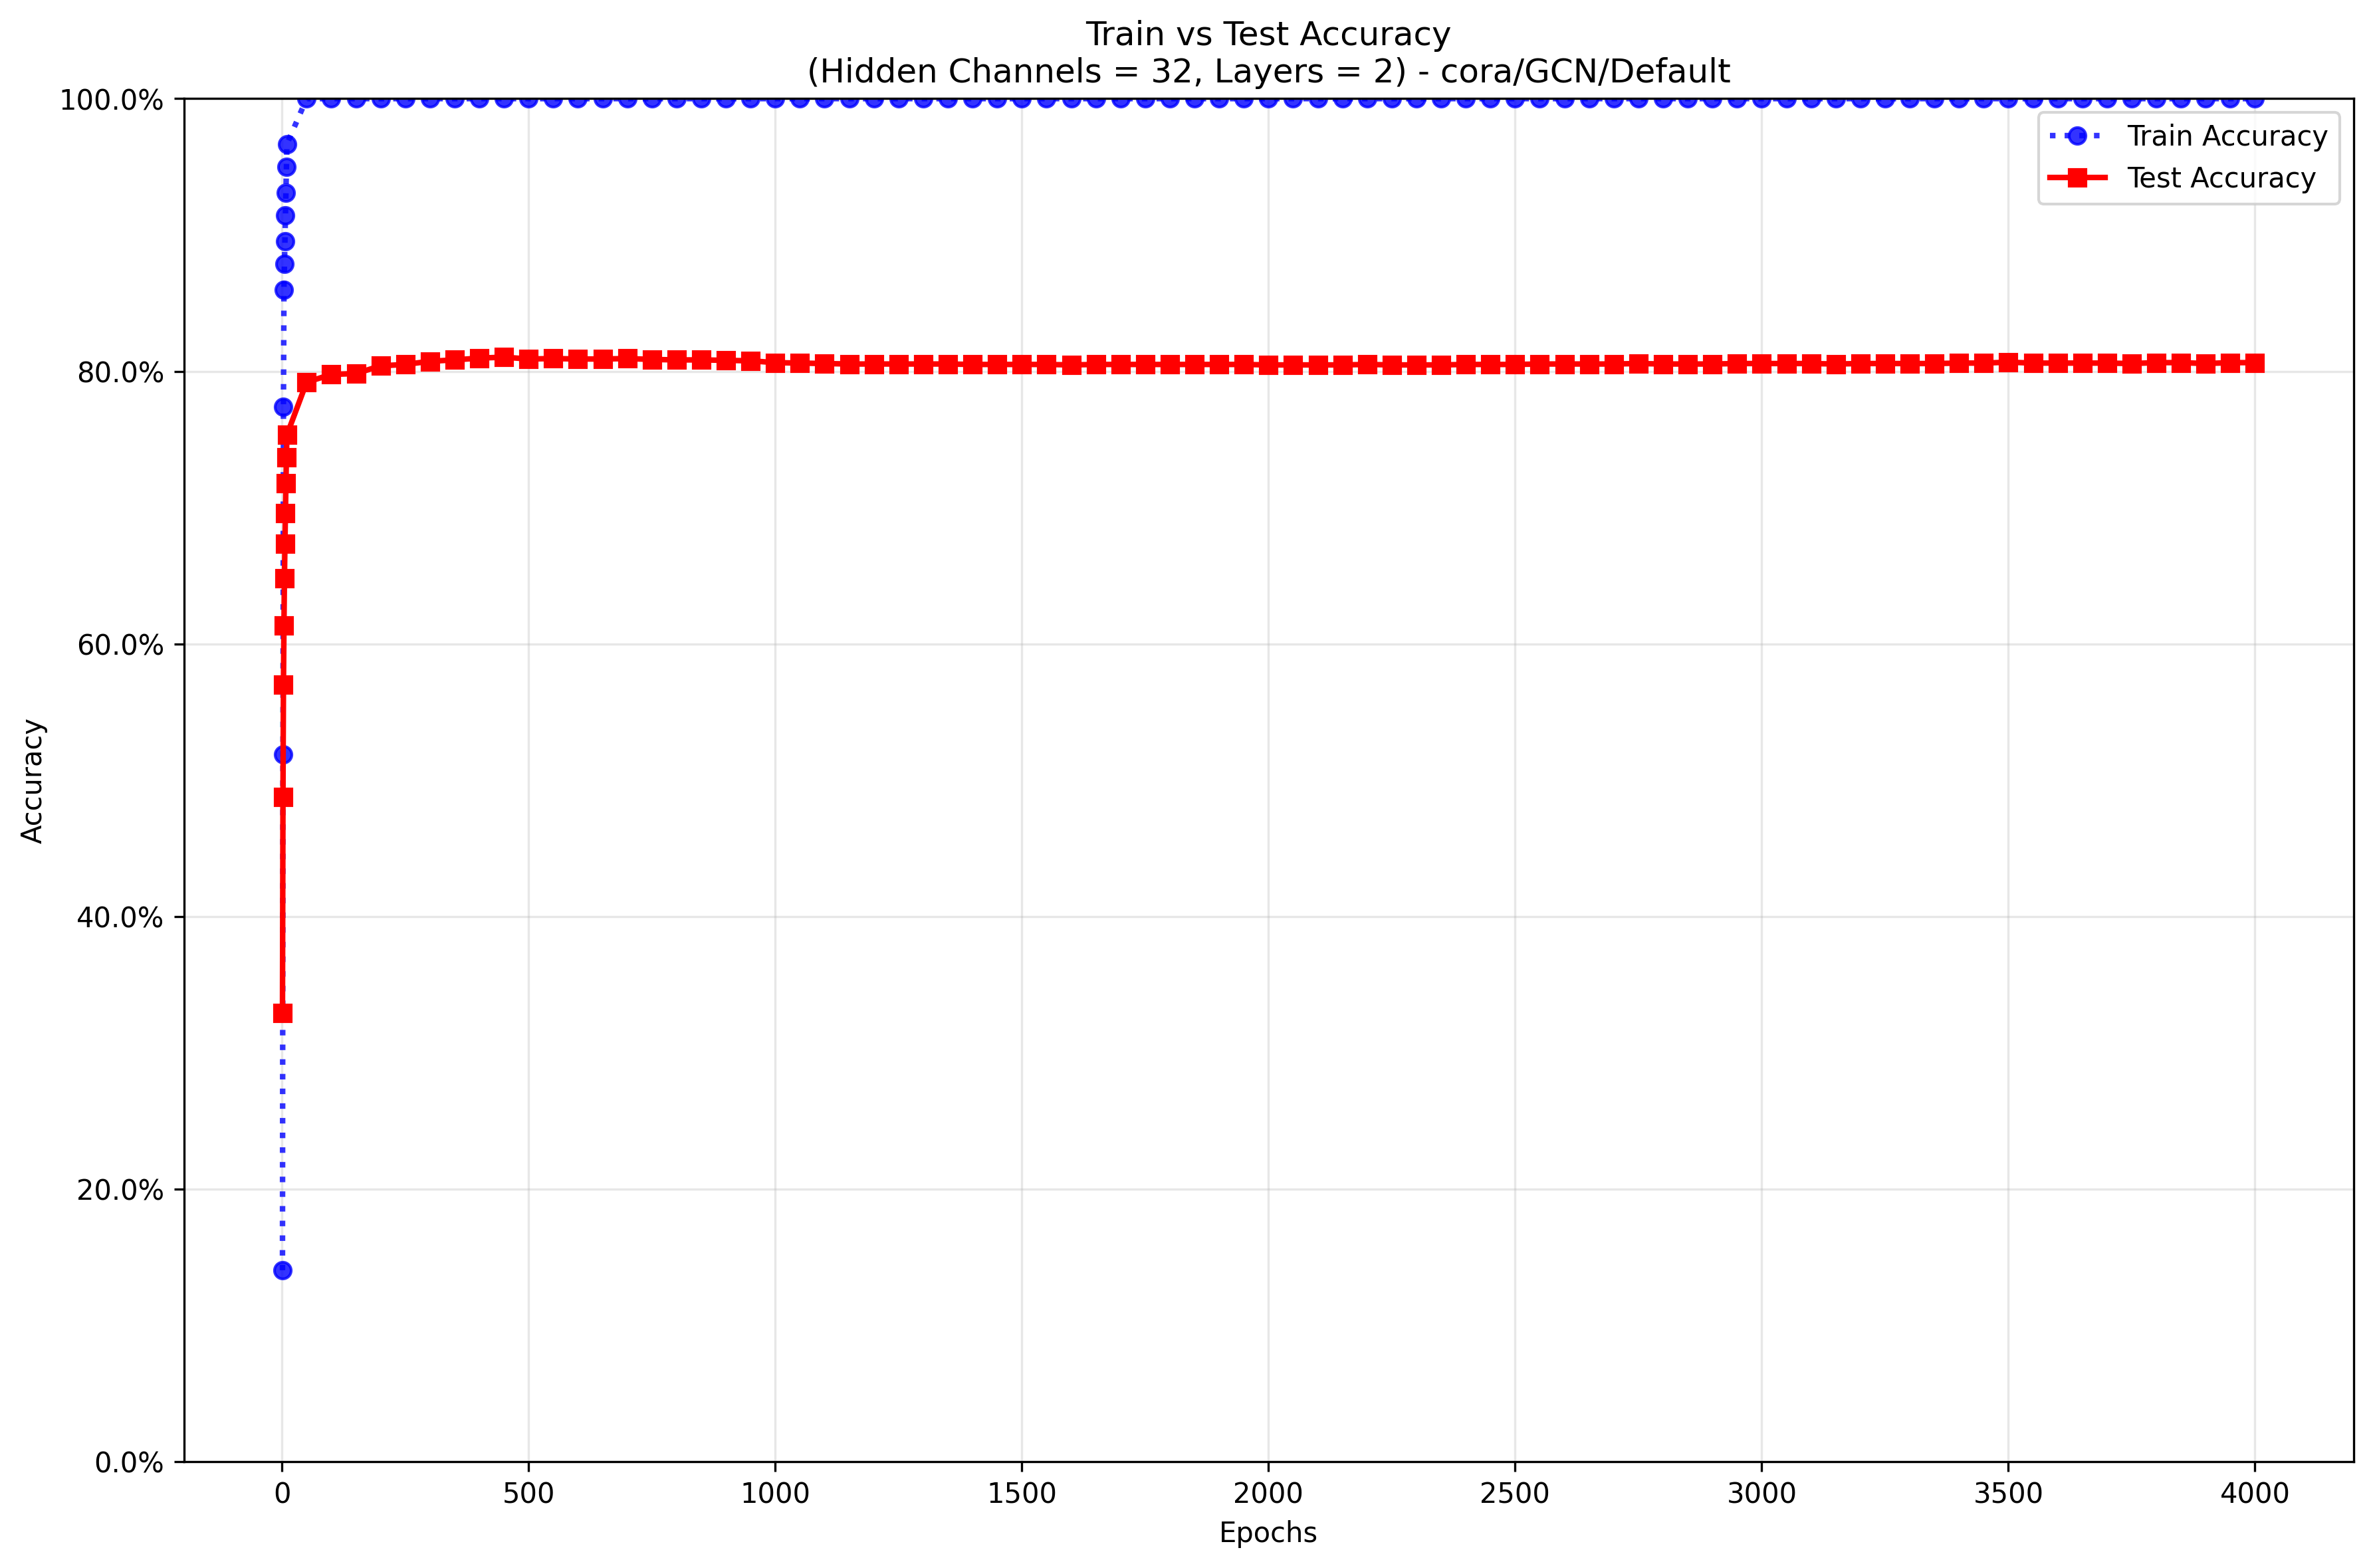 Train vs Test Accuracy
(Hidden Channels = 32, Layers = 2) - cora/GCN/Default
100.0%
80.0%
60.0%
40.0%
20.0%
0.0%
Accuracy
Train Accuracy
Test Accuracy
0 500 1000 1500 2000 2500 3000 3500 4000
Epochs